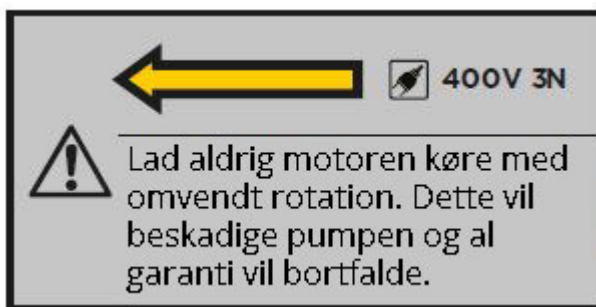 400V 3N
Lad aldrig motoren køre med
omvendt rotation. Dette vil
beskadige pumpen og al
garanti vil bortfalde.